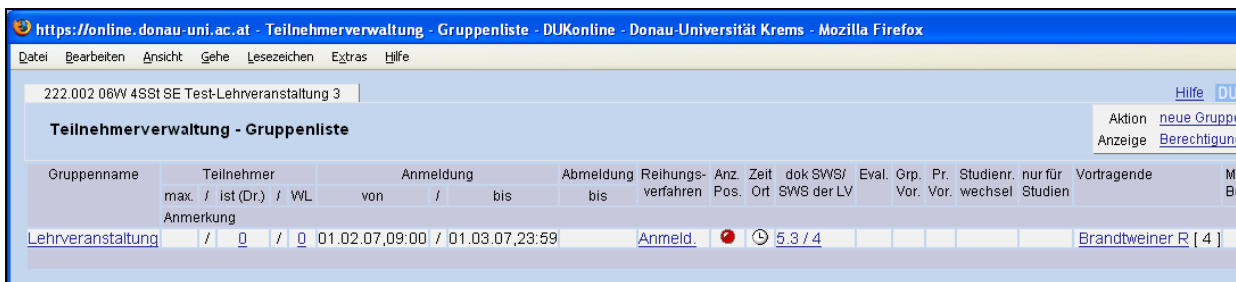 https://online.donau-uni.ac.at - Teilnehmerverwaltung - Gruppenliste - DUKonline - Donau-Universität Krems - Mozilla Firefox
Datei Bearbeiten Ansicht Gehe Lesezeichen Extras Hilfe
222.002 06W 4SSt SE Test-Lehrveranstaltung 3 Hilfe DU
Teilnehmerverwaltung - Gruppenliste
Aktion neue Gruppe
Anzeige Berechtigun
Gruppenname Teilnehmer Anmeldung Abmeldung Reihungs- Anz. Zeit dok SWS/ Eval. Grp. Pr. Studienr. nur für Vortragende M
max. / ist (Dr.) / WL von / bis bis verfahren Pos. Ort SWS der LV Vor. Vor. wechsel Studien B
Anmerkung
Lehrveranstaltung / 0 / 0 01.02.07,09:00 / 01.03.07,23:59 Anmeld. 5.3 / 4 Brandtweiner R [ 4 ]